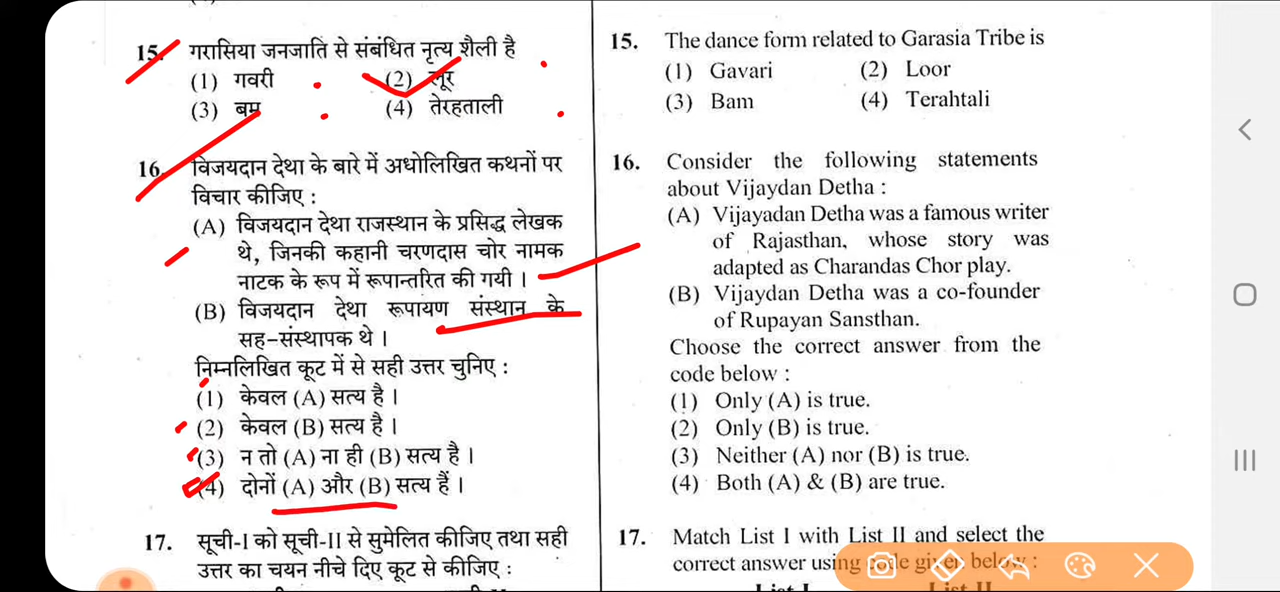 15. गरासिया जनजाति से संबंधित नृत्य शैली है
(1) गवरी (2) लूर
(3) बम (4) तेरहताली
16. विजयदान देथा के बारे में अधोलिखित कथनों पर
विचार कीजिए :
(A) विजयदान देथा राजस्थान के प्रसिद्ध लेखक
थे, जिनकी कहानी चरणदास चोर नामक
नाटक के रूप में रूपान्तरित की गयी ।
(B) विजयदान देथा रूपायण संस्थान के
सह-संस्थापक थे ।
निम्नलिखित कूट में से सही उत्तर चुनिए :
(1) केवल (A) सत्य है ।
(2) केवल (B) सत्य है ।
(3) न तो (A) ना ही (B) सत्य है ।
(4) दोनों (A) और (B) सत्य हैं ।
17. सूची-I को सूची-II से सुमेलित कीजिए तथा सही
उत्तर का चयन नीचे दिए कूट से कीजिए :
15. The dance form related to Garasia Tribe is
(1) Gavari (2) Loor
(3) Bam (4) Terahtali
16. Consider the following statements
about Vijaydan Detha :
(A) Vijayadan Detha was a famous writer
of Rajasthan, whose story was
adapted as Charandas Chor play.
(B) Vijaydan Detha was a co-founder
of Rupayan Sansthan.
Choose the correct answer from the
code below :
(1) Only (A) is true.
(2) Only (B) is true.
(3) Neither (A) nor (B) is true.
(4) Both (A) & (B) are true.
17. Match List I with List II and select the
correct answer using code given below :
List I List II